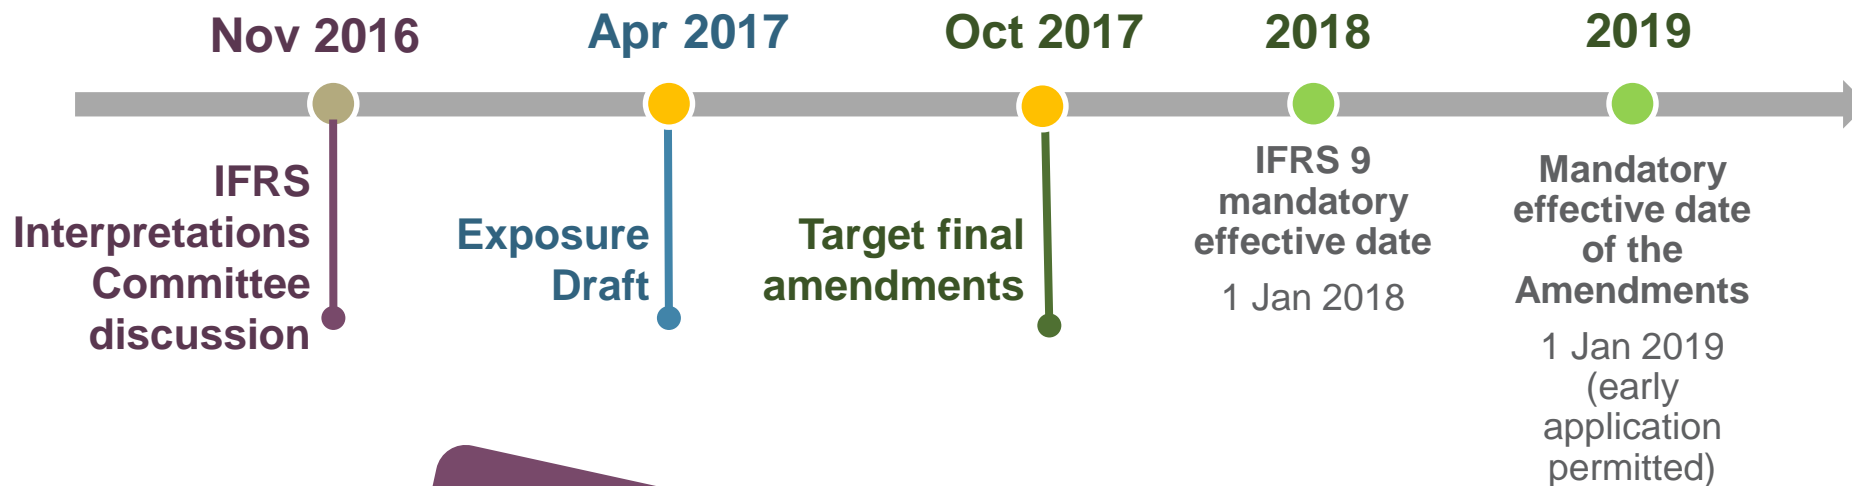 Nov 2016
Apr 2017
Oct 2017
2018
2019
IFRS
Interpretations
Committee
discussion
Exposure
Draft
Target final
amendments
IFRS 9
mandatory
effective date
1 Jan 2018
Mandatory
effective date
of the
Amendments
1 Jan 2019
(early
application
permitted)